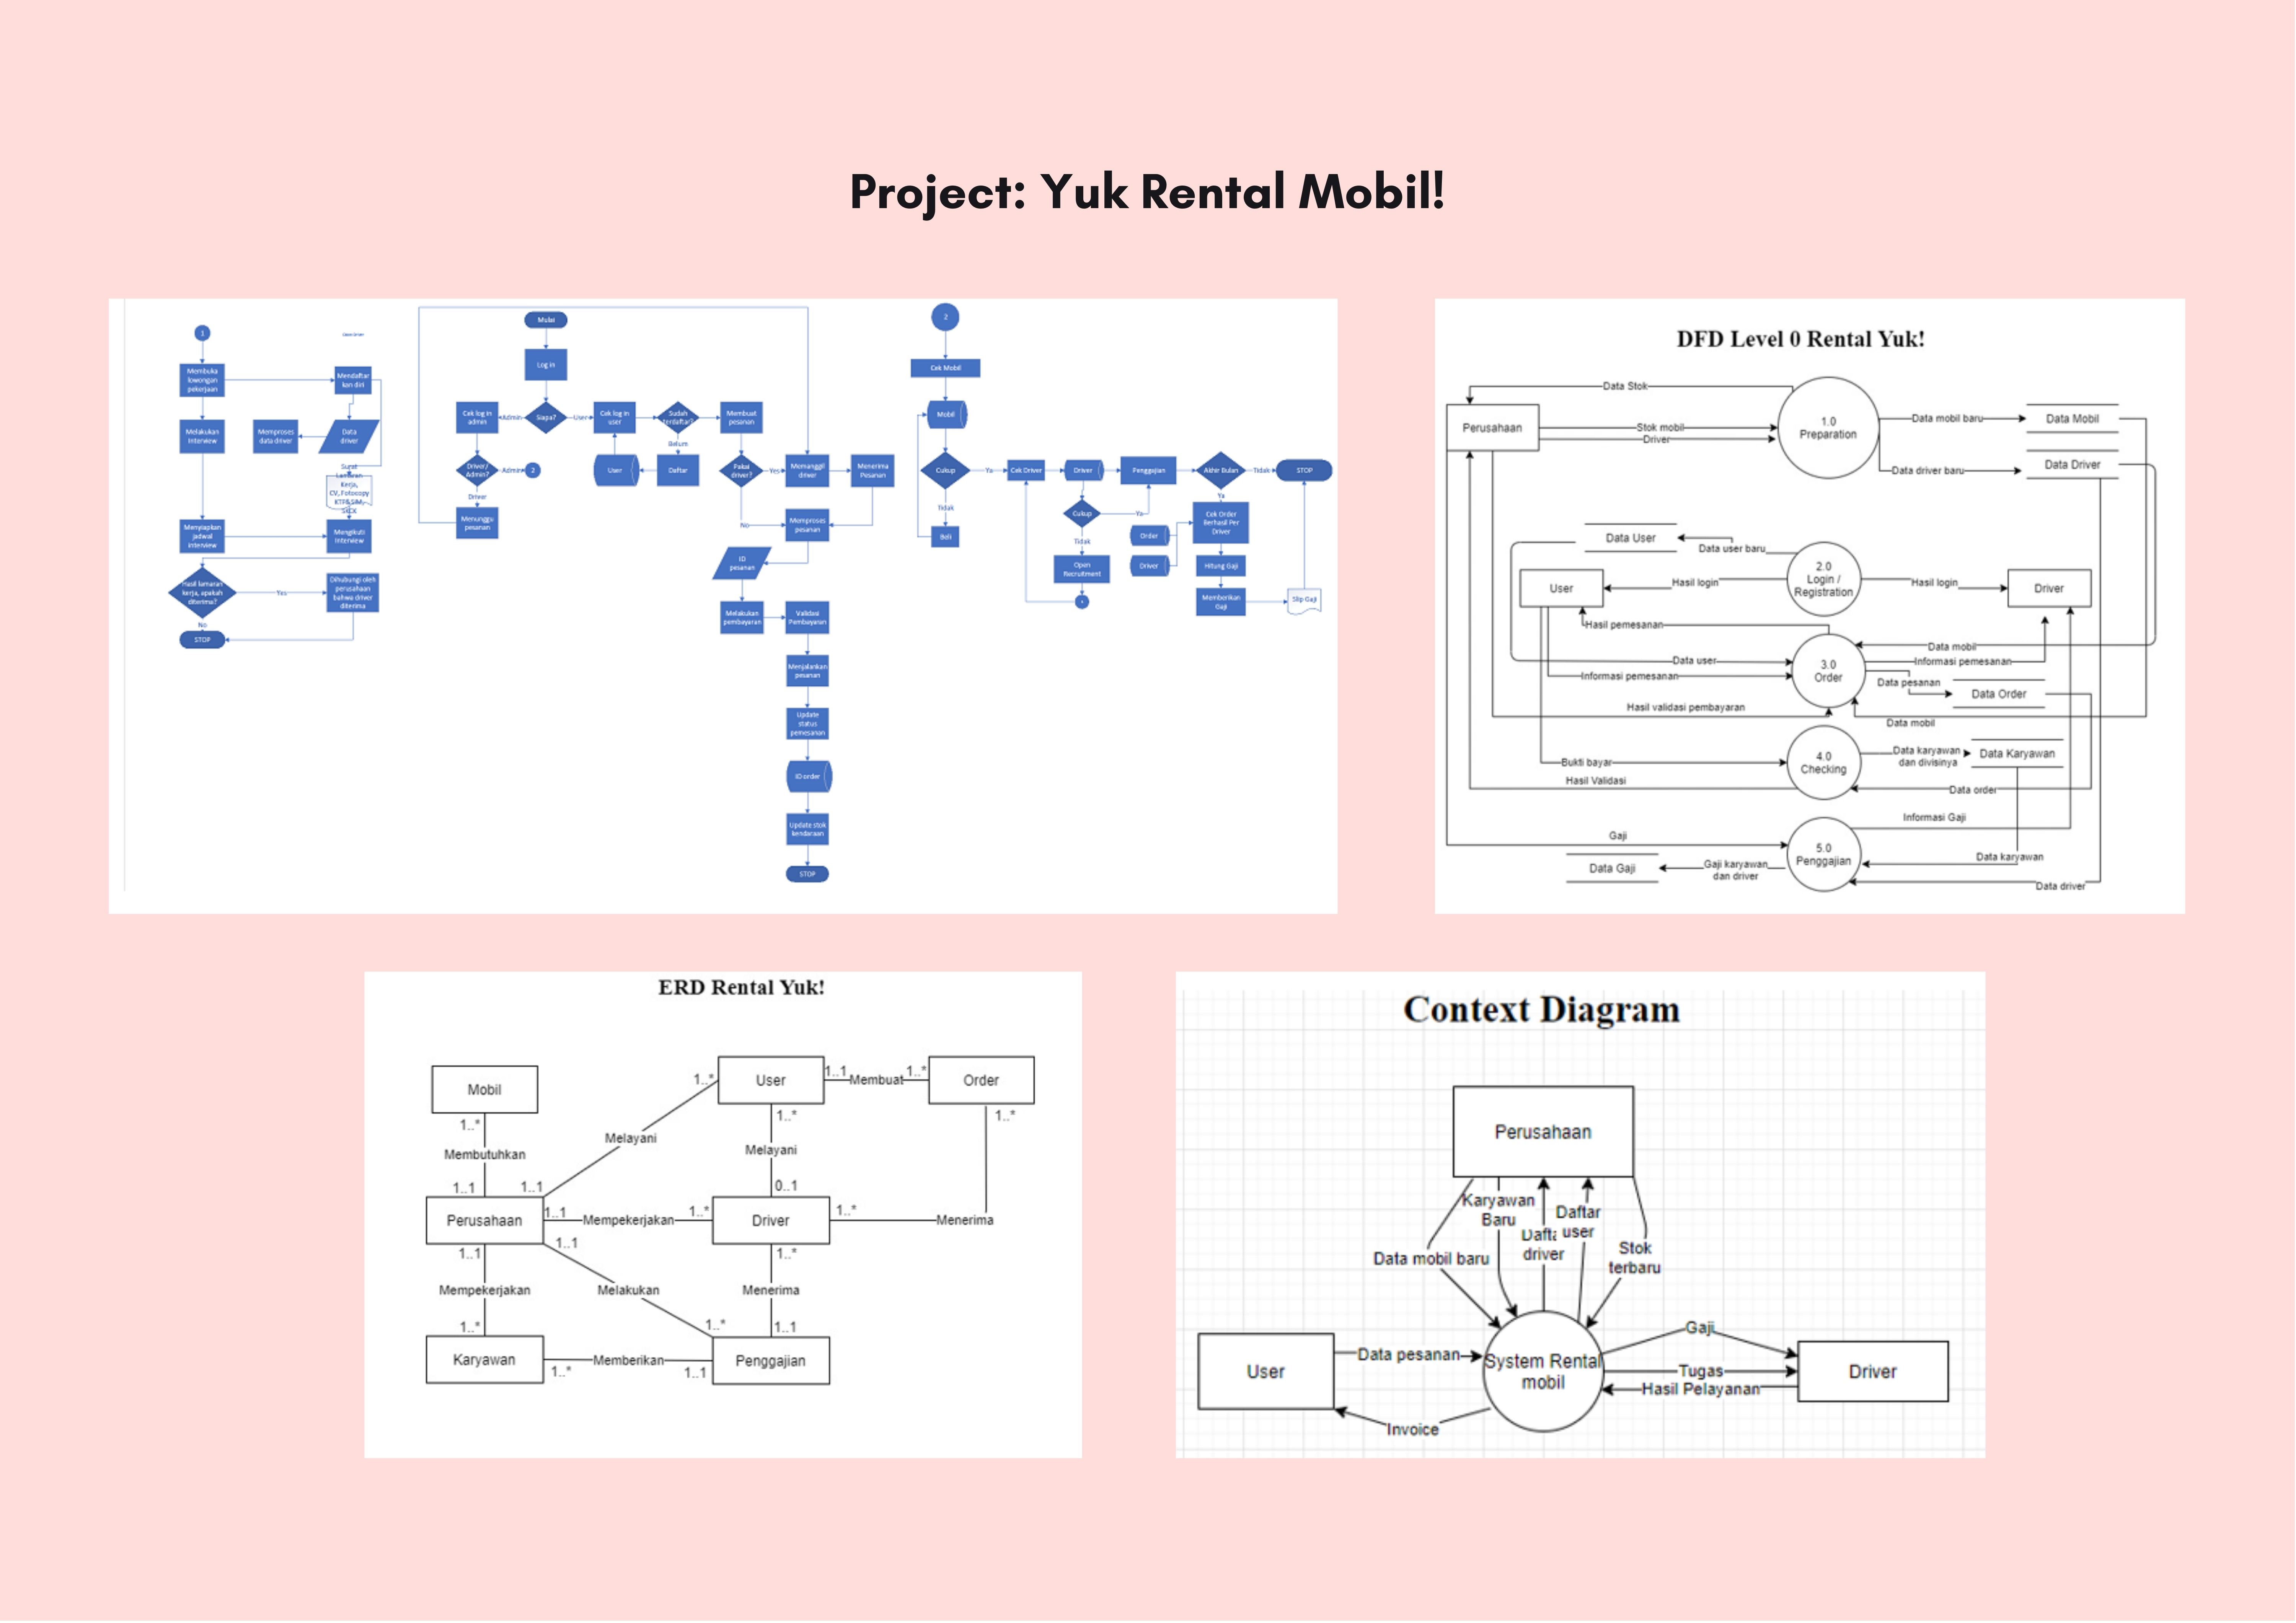 Project: Yuk Rental Mobil!
1
Membuka
lowongan
pekerjaan
Mendaftar
kan diri
Melakukan
Interview
Memproses
data driver
Data
driver
Surat
Lamaran
Kerja,
CV, Fotocopy
KTP&SIM,
SKCK
Menyiapkan
jadwal
interview
Mengikuti
Interview
Hasil lamaran
kerja, apakah
diterima?
Yes
Dihubungi oleh
perusahaan
bahwa driver
diterima
No
STOP
Mulai
Log in
Cek log in
admin
Admin
Siapa?
User
Cek log in
user
Sudah
terdaftar?
Membuat
pesanan
Belum
Driver/
Admin?
Admin
2
User
Daftar
Pakai
driver?
Yes
Memanggil
driver
Menerima
Pesanan
Driver
Menunggu
pesanan
No
Memproses
pesanan
ID
pesanan
Melakukan
pembayaran
Validasi
Pembayaran
Menjalankan
pesanan
Update
status
pemesanan
ID order
Update stok
kendaraan
STOP
2
Cek Mobil
Mobil
Cukup
Ya
Cek Driver
Driver
Penggajian
Akhir Bulan
Tidak
STOP
Tidak
Beli
Cukup
Ya
Ya
Tidak
Open
Recruitment
Order
Driver
Cek Order
Berhasil Per
Driver
Hitung Gaji
Memberikan
Gaji
Slip Gaji
DFD Level 0 Rental Yuk!
Data Stok
Perusahaan
Stok mobil
Driver
1.0
Preparation
Data mobil baru
Data Mobil
Data driver baru
Data Driver
Data User
Data user baru
2.0
Login /
Registration
User
Hasil login
Hasil login
Driver
Hasil pemesanan
Data mobil
Data user
Informasi pemesanan
3.0
Order
Informasi pemesanan
Data pesanan
Data Order
Hasil validasi pembayaran
Data mobil
4.0
Checking
Data karyawan
dan divisinya
Data Karyawan
Bukti bayar
Hasil Validasi
Data order
Informasi Gaji
Gaji
5.0
Penggajian
Data karyawan
Data Gaji
Gaji karyawan
dan driver
Data driver
ERD Rental Yuk!
Mobil
1..*
User
1..1
Membuat
1..*
Order
1..*
1..*
1..*
Melayani
Melayani
Membutuhkan
1..1
1..1
0..1
Perusahaan
1..1
Mempekerjakan
1..*
Driver
1..*
Menerima
1..1
1..1
1..*
Mempekerjakan
Melakukan
Menerima
1..*
1..*
1..1
Karyawan
1..*
Memberikan
1..1
Penggajian
Context Diagram
Perusahaan
Karyawan
Baru
driver
Daftar
user
Data mobil baru
Stok
terbaru
User
Data pesanan
System Rental
mobil
Gaji
Tugas
Hasil Pelayanan
Driver
Invoice